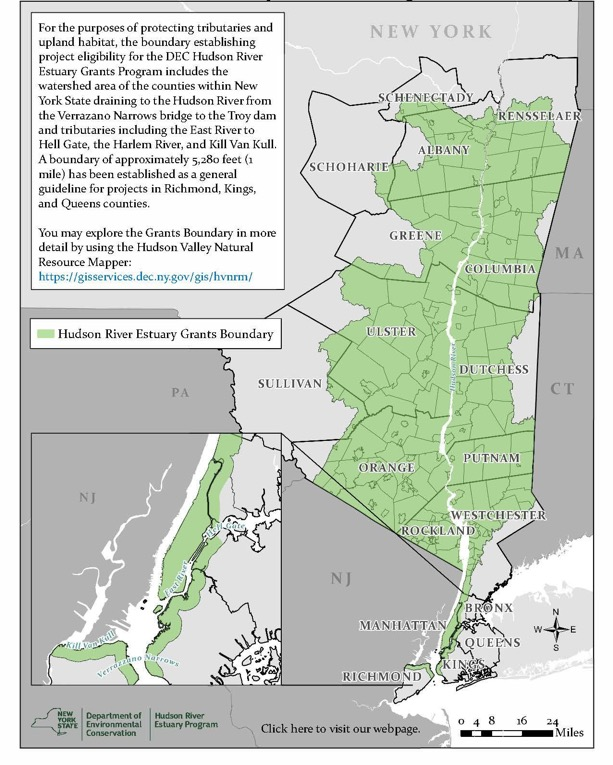 NEW YORK
For the purposes of protecting tributaries and
upland habitat, the boundary establishing
project eligibility for the DEC Hudson River
Estuary Grants Program includes the
watershed area of the counties within New
York State draining to the Hudson River from
the Verrazano Narrows bridge to the Troy dam
and tributaries including the East River to
Hell Gate, the Harlem River, and Kill Van Kull.
A boundary of approximately 5,280 feet (1
mile) has been established as a general
guideline for projects in Richmond, Kings,
and Queens counties.
You may explore the Grants Boundary in more
detail by using the Hudson Valley Natural
Resource Mapper:
https://gisservices.dec.ny.gov/gis/hvnrm/
Hudson River Estuary Grants Boundary
SCHENECTADY
RENSSELAER
ALBANY
SCHOHARIE
GREENE
MA
COLUMBIA
ULSTER
Hudson River
DUTCHESS
SULLIVAN
PA
CT
PUTNAM
ORANGE
WESTCHESTER
ROCKLAND
NJ
BRONX
MANHATTAN
QUEENS
KINGS
RICHMOND
NJ
Hell Gate
East River
Kill Van Kull
Verrazano Narrows
N
W E
S
NEW YORK STATE
Department of Environmental Conservation
Hudson River Estuary Program
Click here to visit our webpage.
0 4 8 16 24
Miles